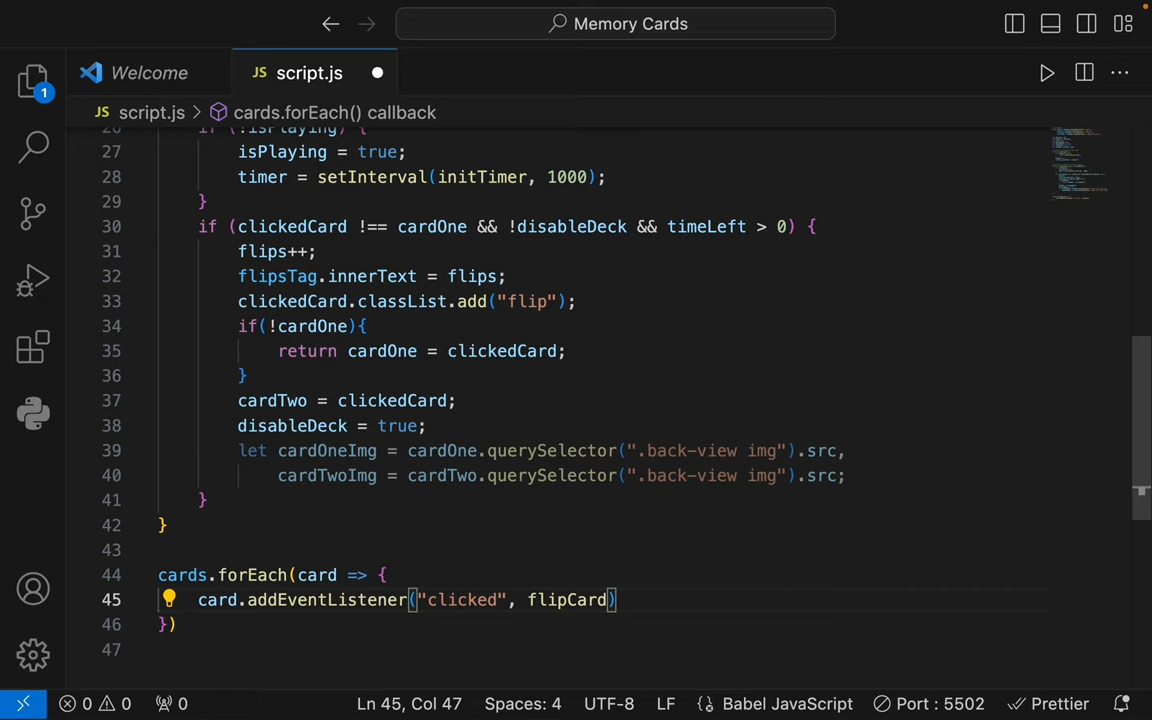 Memory Cards
Welcome
JS script.js
JS script.js > cards.forEach() callback
1
26 if (!isPlaying) {
27 isPlaying = true;
28 timer = setInterval(initTimer, 1000);
29 }
30 if (clickedCard !== cardOne && !disableDeck && timeLeft > 0) {
31 flips++;
32 flipsTag.innerText = flips;
33 clickedCard.classList.add("flip");
34 if(!cardOne){
35 return cardOne = clickedCard;
36 }
37 cardTwo = clickedCard;
38 disableDeck = true;
39 let cardOneImg = cardOne.querySelector(".back-view img").src,
40 cardTwoImg = cardTwo.querySelector(".back-view img").src;
41 }
42 }
43
44 cards.forEach(card => {
45 card.addEventListener("clicked", flipCard)
46 })
47
0 0 0 Ln 45, Col 47 Spaces: 4 UTF-8 LF {} Babel JavaScript Port : 5502 Prettier